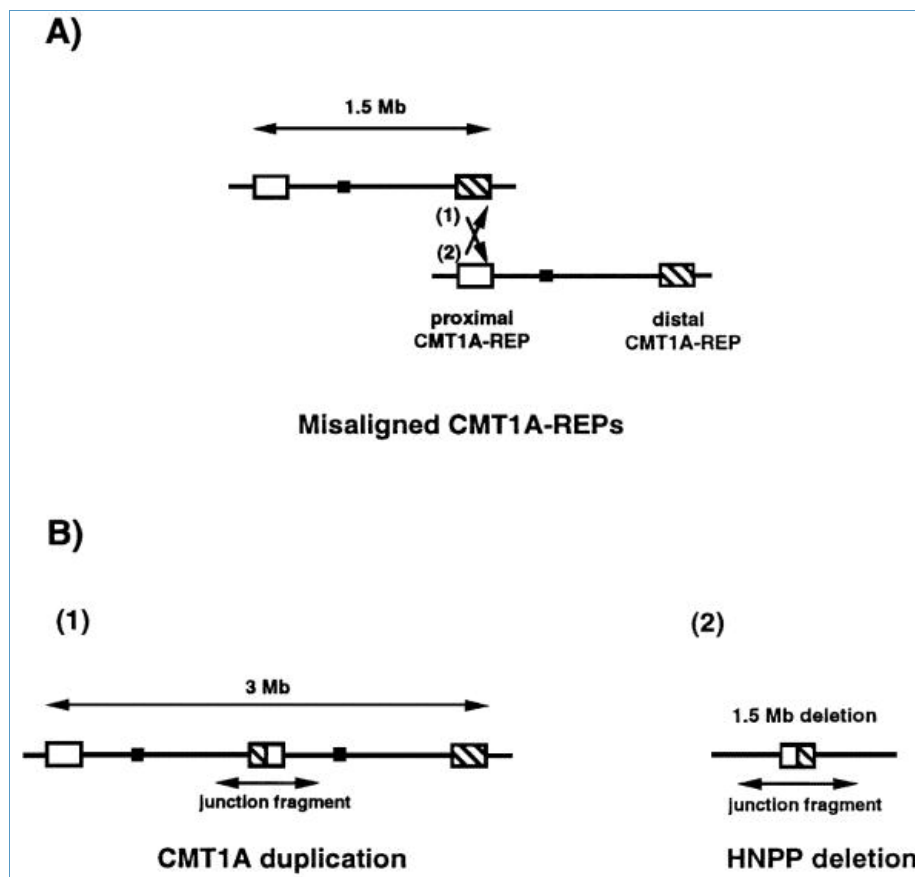 A)
1.5 Mb
(1)
(2)
proximal
CMT1A-REP
distal
CMT1A-REP
Misaligned CMT1A-REPs
B)
(1)
(2)
3 Mb
1.5 Mb deletion
junction fragment
junction fragment
CMT1A duplication
HNPP deletion